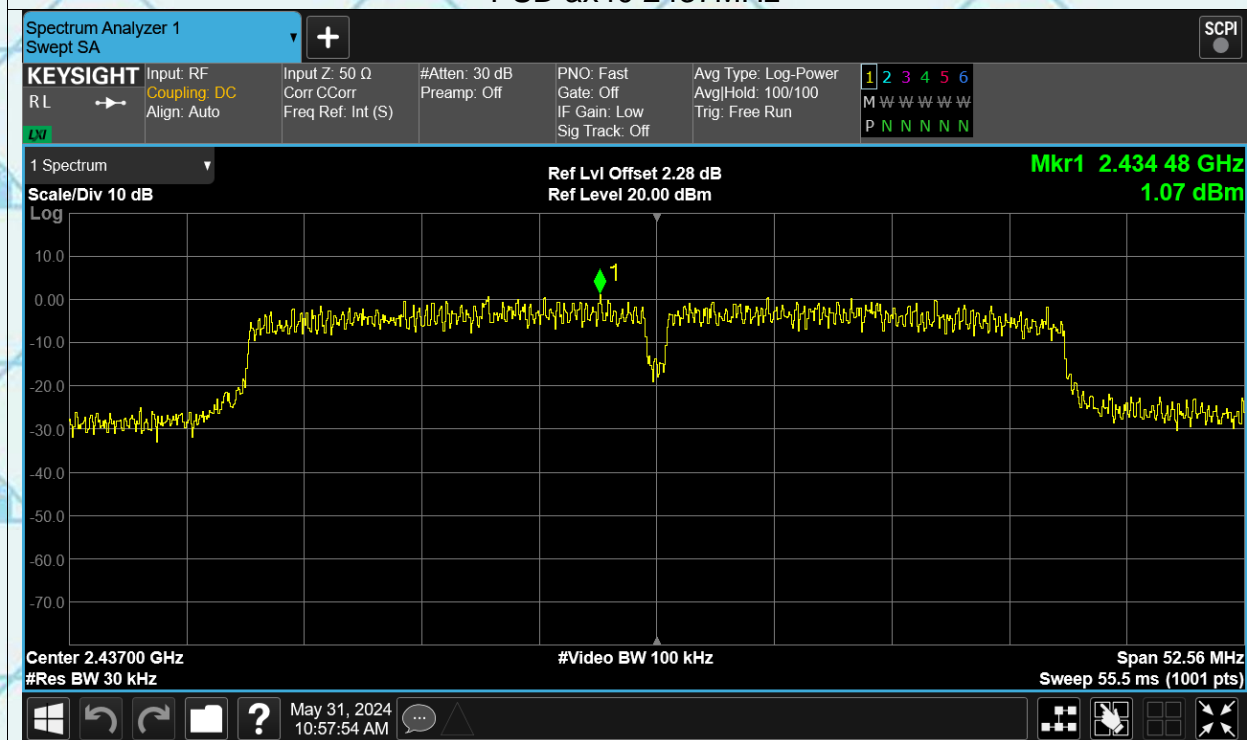 Spectrum Analyzer 1
Swept SA
+
SCPI
KEYSIGHT
R L
LXI
Input: RF
Coupling: DC
Align: Auto
Input Z: 50 Ω
Corr CCorr
Freq Ref: Int (S)
#Atten: 30 dB
Preamp: Off
PNO: Fast
Gate: Off
IF Gain: Low
Sig Track: Off
Avg Type: Log-Power
Avg|Hold: 100/100
Trig: Free Run
1 2 3 4 5 6
M W W W W W W
P N N N N N
1 Spectrum
Scale/Div 10 dB
Log
Ref Lvl Offset 2.28 dB
Ref Level 20.00 dBm
Mkr1 2.434 48 GHz
1.07 dBm
1
10.0
0.00
-10.0
-20.0
-30.0
-40.0
-50.0
-60.0
-70.0
Center 2.43700 GHz
#Res BW 30 kHz
#Video BW 100 kHz
Span 52.56 MHz
Sweep 55.5 ms (1001 pts)
?
May 31, 2024
10:57:54 AM